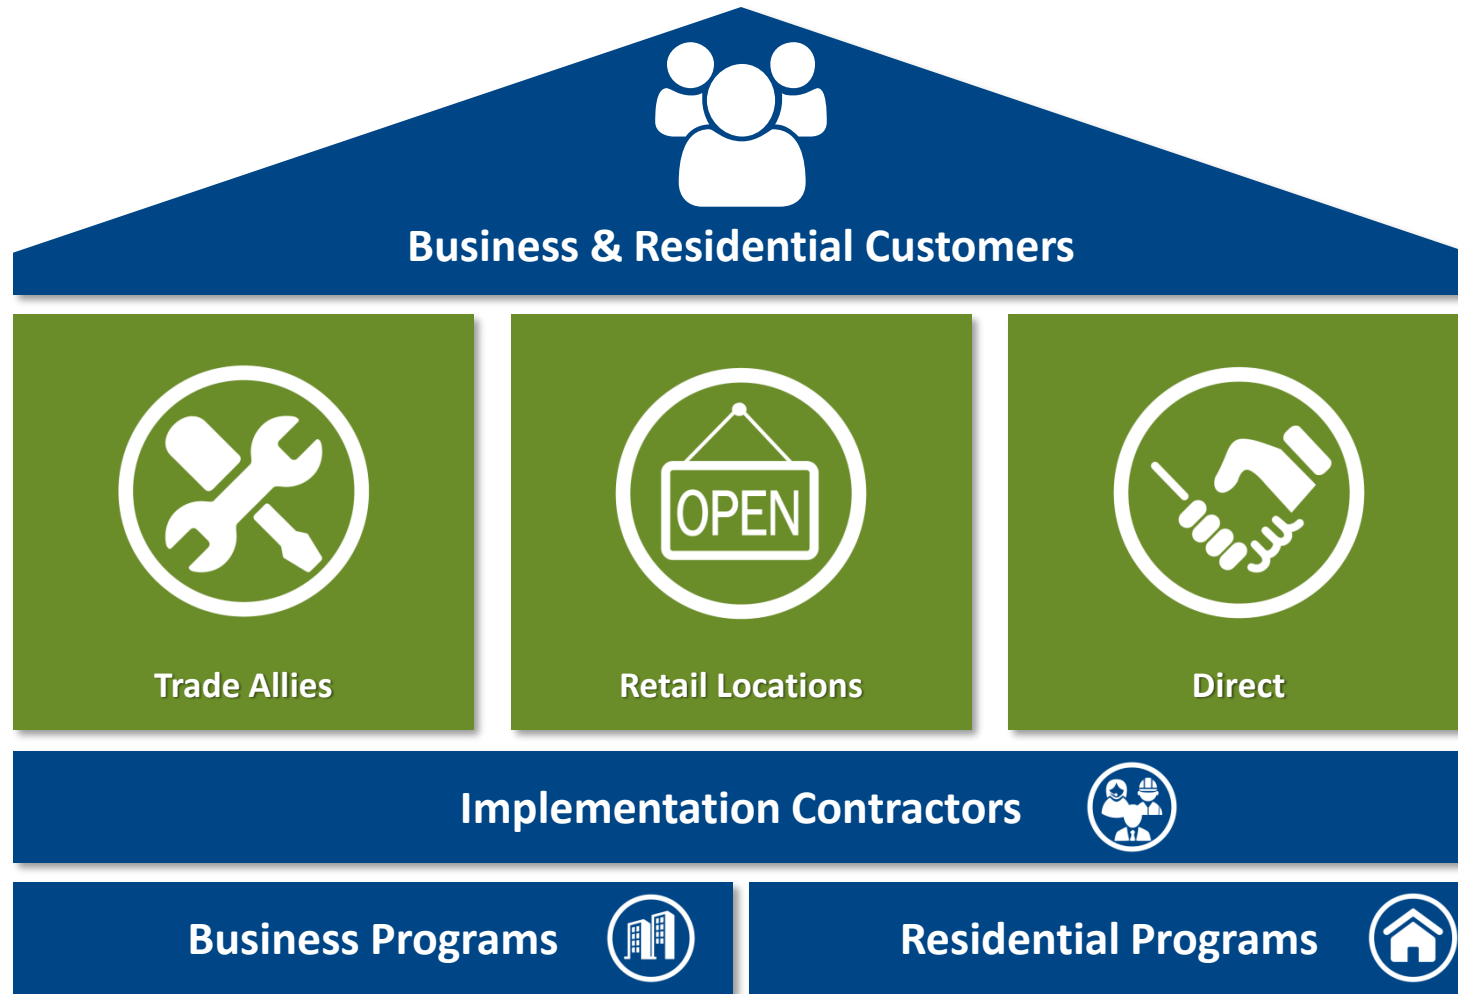 Business & Residential Customers
OPEN
Trade Allies
Retail Locations
Direct
Implementation Contractors
Business Programs
Residential Programs